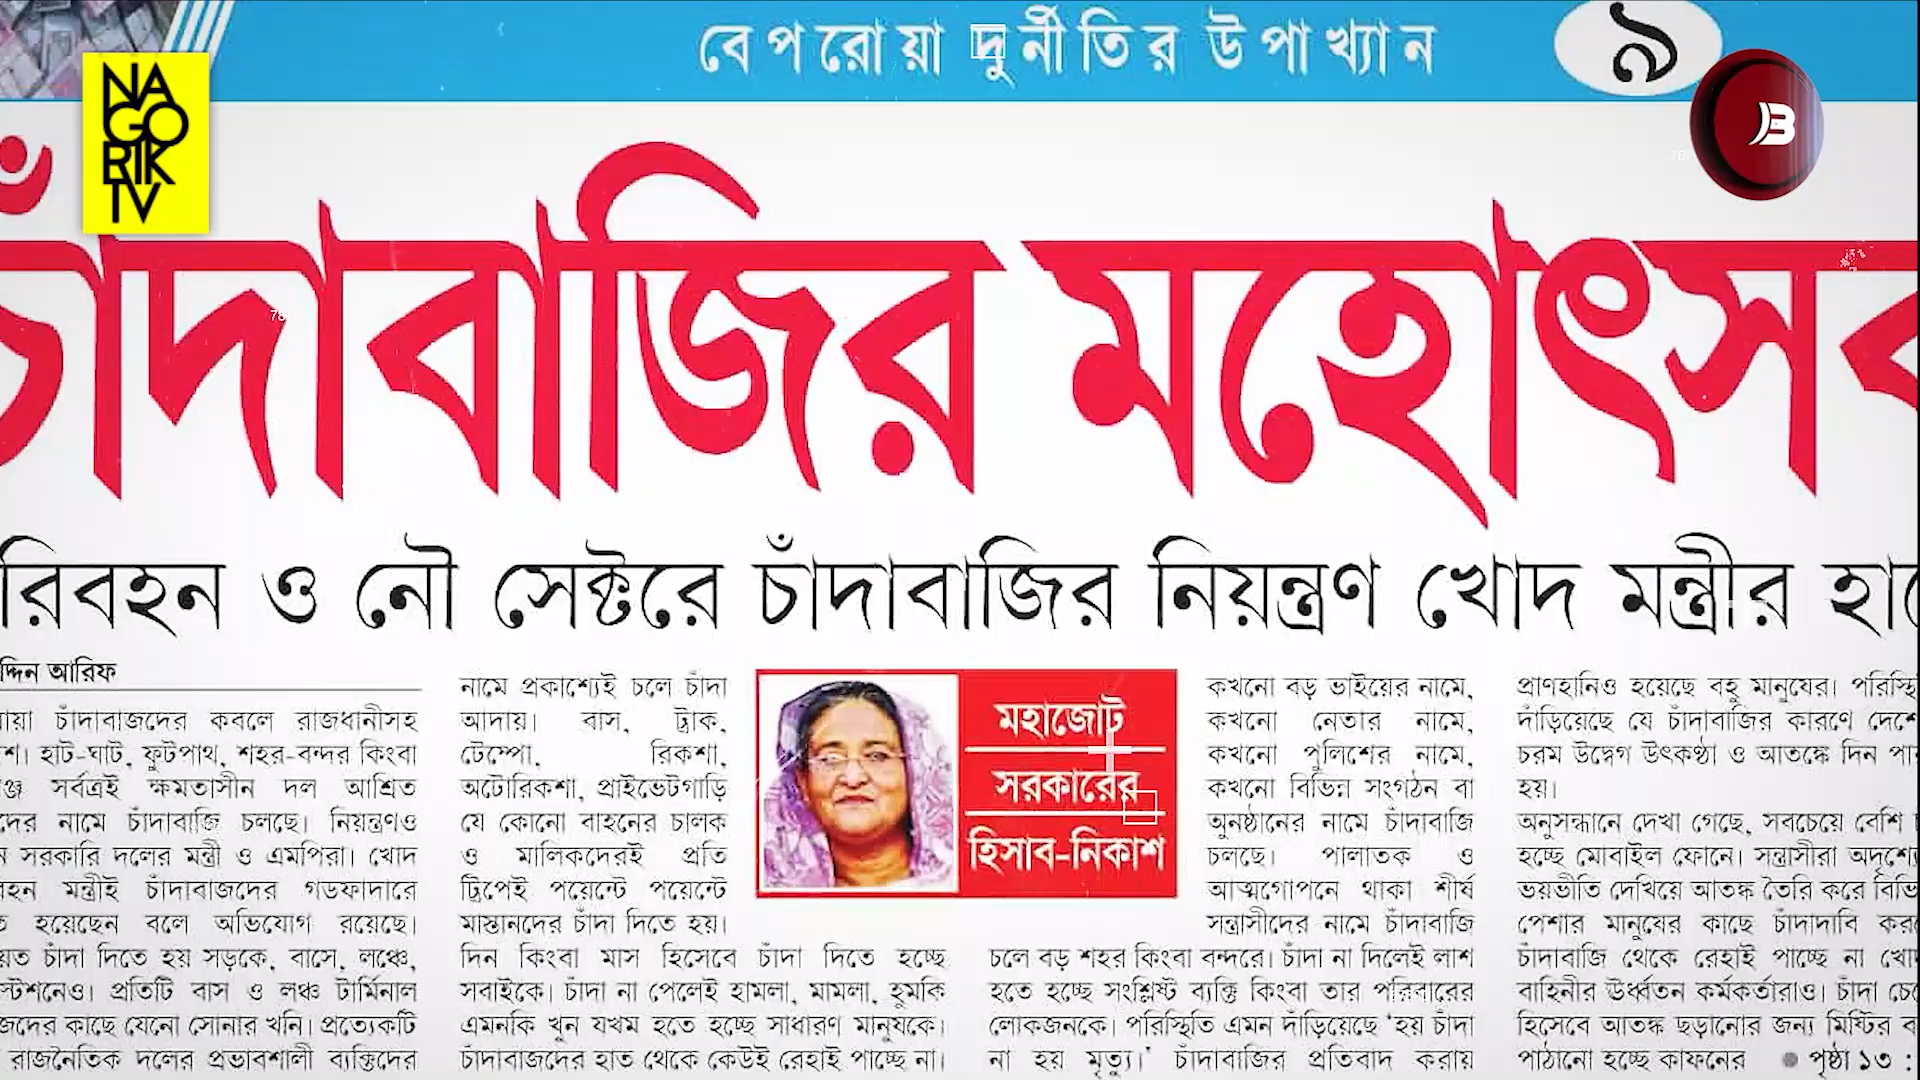 বেপরোয়া দুর্নীতির উপাখ্যান
৯
NA
GO
RIK
TV
B
চাঁদাবাজির মহোৎসব
রিবহন ও নৌ সেক্টরে চাঁদাবাজির নিয়ন্ত্রণ খোদ মন্ত্রীর হাতে
দ্দিন আরিফ
য়া চাঁদাবাজদের কবলে রাজধানীসহ
শ। হাট-ঘাট, ফুটপাথ, শহর-বন্দর কিংবা
ঞ্জ সর্বত্রই ক্ষমতাসীন দল আশ্রিত
দের নামে চাঁদাবাজি চলছে। নিয়ন্ত্রণও
ন সরকারি দলের মন্ত্রী ও এমপিরা। খোদ
বহন মন্ত্রীই চাঁদাবাজদের গডফাদারে
ত হয়েছেন বলে অভিযোগ রয়েছে।
য়ত চাঁদা দিতে হয় সড়কে, বাসে, লঞ্চে,
স্টেশনেও। প্রতিটি বাস ও লঞ্চ টার্মিনাল
জদের কাছে যেনো সোনার খনি। প্রত্যেকটি
রাজনৈতিক দলের প্রভাবশালী ব্যক্তিদের
নামে প্রকাশ্যেই চলে চাঁদা
আদায়। বাস, ট্রাক,
টেম্পো, রিকশা,
অটোরিকশা, প্রাইভেটগাড়ি
যে কোনো বাহনের চালক
ও মালিকদেরই প্রতি
ট্রিপেই পয়েন্টে পয়েন্টে
মাস্তানদের চাঁদা দিতে হয়।
দিন কিংবা মাস হিসেবে চাঁদা দিতে হচ্ছে
সবাইকে। চাঁদা না পেলেই হামলা, মামলা, হুমকি
এমনকি খুন যখম হতে হচ্ছে সাধারণ মানুষকে।
চাঁদাবাজদের হাত থেকে কেউই রেহাই পাচ্ছে না।
মহাজোট
সরকারের
হিসাব-নিকাশ
কখনো বড় ভাইয়ের নামে,
কখনো নেতার নামে,
কখনো পুলিশের নামে,
কখনো বিভিন্ন সংগঠন বা
অনুষ্ঠানের নামে চাঁদাবাজি
চলছে। পালাতক ও
আত্মগোপনে থাকা শীর্ষ
সন্ত্রাসীদের নামে চাঁদাবাজি
চলে বড় শহর কিংবা বন্দরে। চাঁদা না দিলেই লাশ
হতে হচ্ছে সংশ্লিষ্ট ব্যক্তি কিংবা তার পরিবারের
লোকজনকে। পরিস্থিতি এমন দাঁড়িয়েছে ‘হয় চাঁদা
না হয় মৃত্যু।’ চাঁদাবাজির প্রতিবাদ করায়
প্রাণহানিও হয়েছে বহু মানুষের। পরিস্থি
দাঁড়িয়েছে যে চাঁদাবাজির কারণে দেশে
চরম উদ্বেগ উৎকণ্ঠা ও আতঙ্কে দিন পা
হয়।
অনুসন্ধানে দেখা গেছে, সবচেয়ে বেশি
হচ্ছে মোবাইল ফোনে। সন্ত্রাসীরা অদৃশ্যে
ভয়ভীতি দেখিয়ে আতঙ্ক তৈরি করে বিভি
পেশার মানুষের কাছে চাঁদাদাবি কর
চাঁদাবাজি থেকে রেহাই পাচ্ছে না খো
বাহিনীর ঊর্ধ্বতন কর্মকর্তারাও। চাঁদা চে
হিসেবে আতঙ্ক ছড়ানোর জন্য মিষ্টির ব
পাঠানো হচ্ছে কাফনের ● পৃষ্ঠা ১৩ :